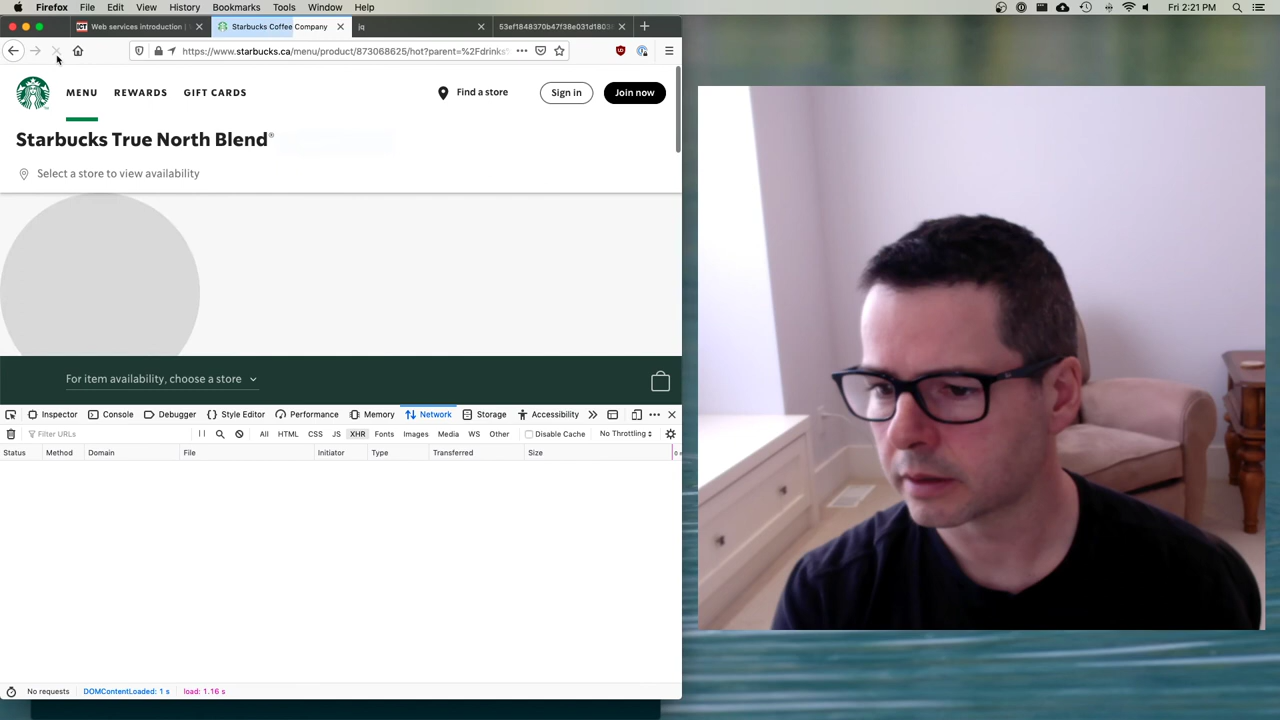 Firefox File Edit View History Bookmarks Tools Window Help
Fri 2:21 PM
Web services introduction |
Starbucks Coffee Company
jq
53ef1848370b47f38e031d1803
https://www.starbucks.ca/menu/product/873068625/hot?parent=%2Fdrinks
MENU REWARDS GIFT CARDS
Find a store
Sign in
Join now
Starbucks True North Blend®
Select a store to view availability
For item availability, choose a store
Inspector Console Debugger Style Editor Performance Memory Network Storage Accessibility
Filter URLs
All HTML CSS JS XHR Fonts Images Media WS Other Disable Cache No Throttling
Status Method Domain File Initiator Type Transferred Size
No requests DOMContentLoaded: 1 s load: 1.16 s